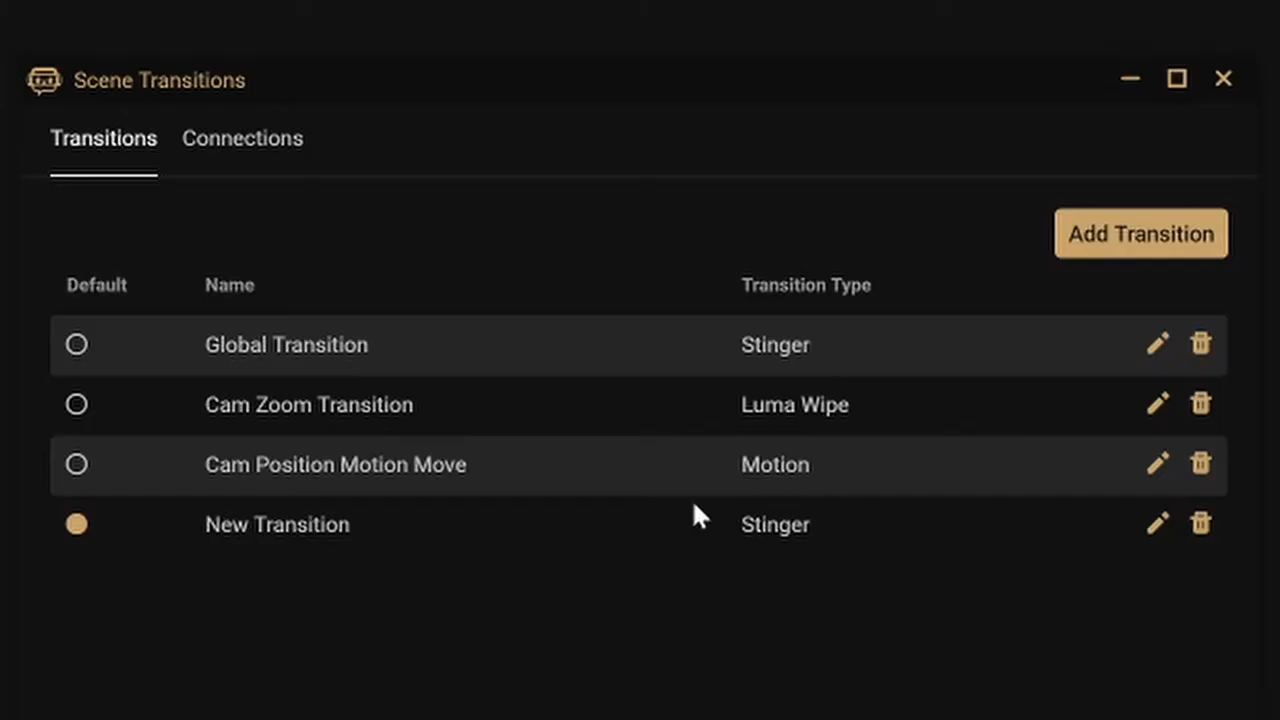 Scene Transitions
Transitions Connections
Add Transition
Default Name Transition Type
Global Transition Stinger
Cam Zoom Transition Luma Wipe
Cam Position Motion Move Motion
New Transition Stinger